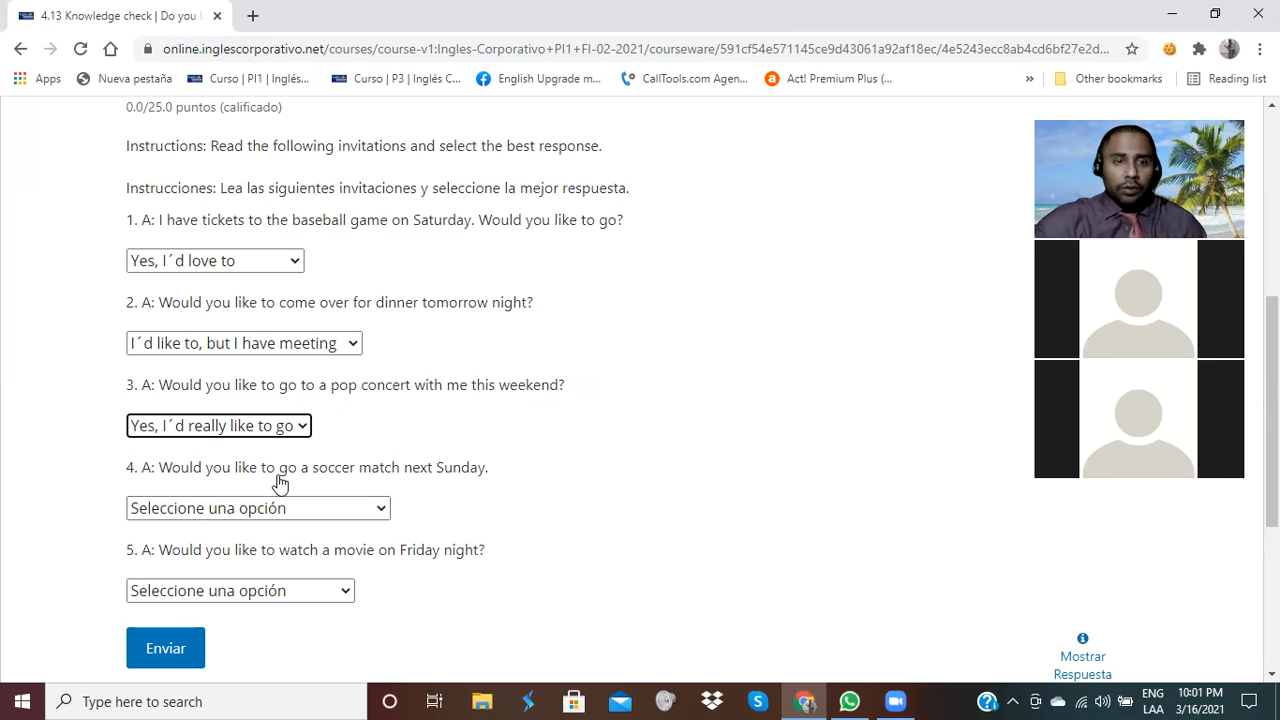 4.13 Knowledge check | Do you li
online.inglescorporativo.net/courses/course-v1:Ingles-Corporativo+PI1+FI-02-2021/courseware/591cf54e571145ce9d43061a92af18ec/4e5243ecc8ab4cd6bf27e2d...
Apps Nueva pestaña Curso | PI1 | Inglés... Curso | P3 | Inglés C... English Upgrade m... CallTools.com Agen... Act! Premium Plus (... » Other bookmarks Reading list
0.0/25.0 puntos (calificado)
Instructions: Read the following invitations and select the best response.
Instrucciones: Lea las siguientes invitaciones y seleccione la mejor respuesta.
1. A: I have tickets to the baseball game on Saturday. Would you like to go?
Yes, I´d love to
2. A: Would you like to come over for dinner tomorrow night?
I´d like to, but I have meeting
3. A: Would you like to go to a pop concert with me this weekend?
Yes, I´d really like to go
4. A: Would you like to go a soccer match next Sunday.
Seleccione una opción
5. A: Would you like to watch a movie on Friday night?
Seleccione una opción
Enviar
Mostrar
Respuesta
Type here to search
ENG
LAA
10:01 PM
3/16/2021